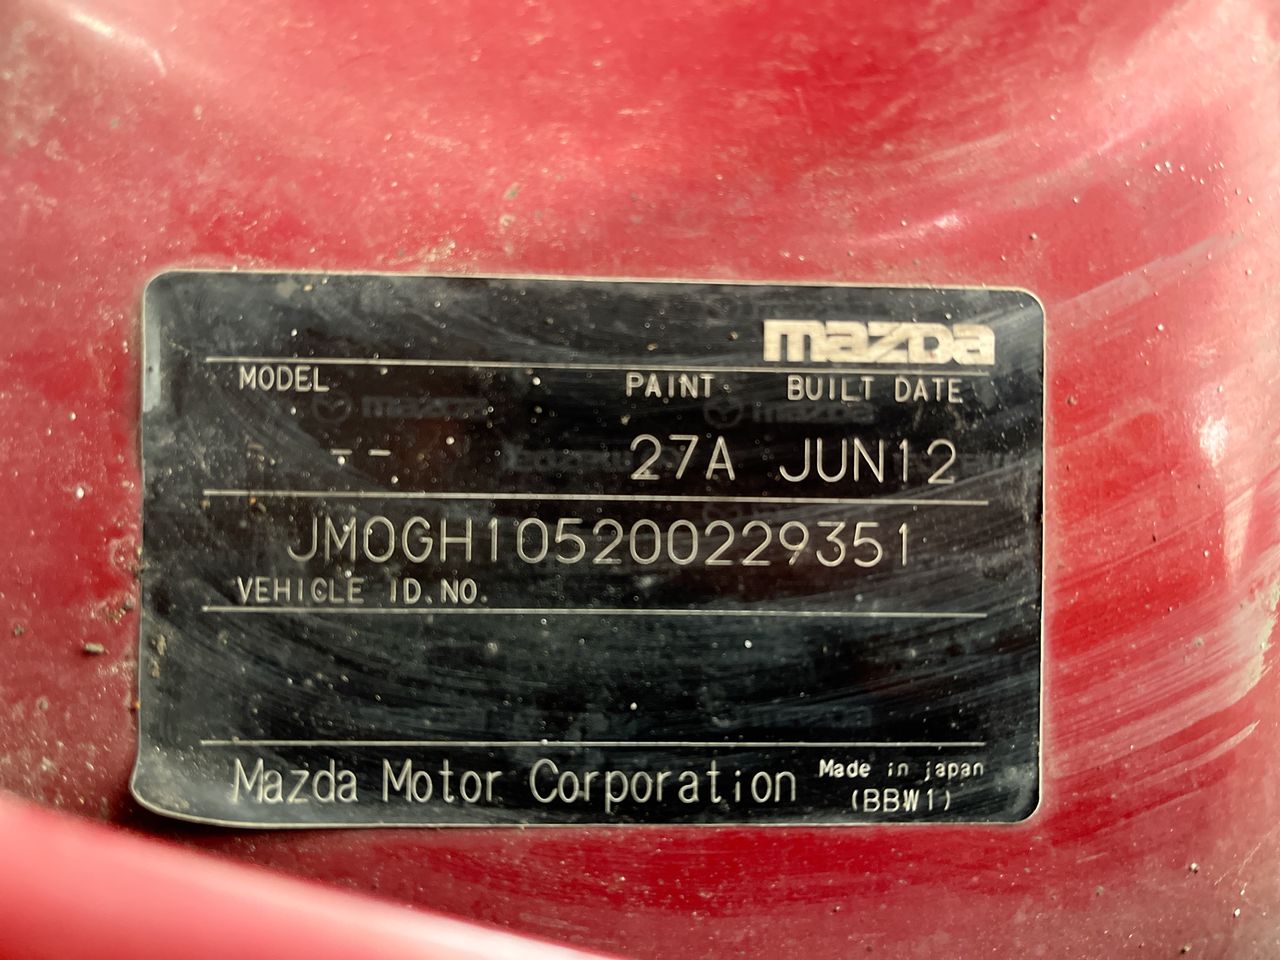 mazda
MODEL PAINT BUILT DATE
-- 27A JUN12
JM0GH105200229351
VEHICLE ID.NO.
Mazda Motor Corporation Made in japan
(BBW1)